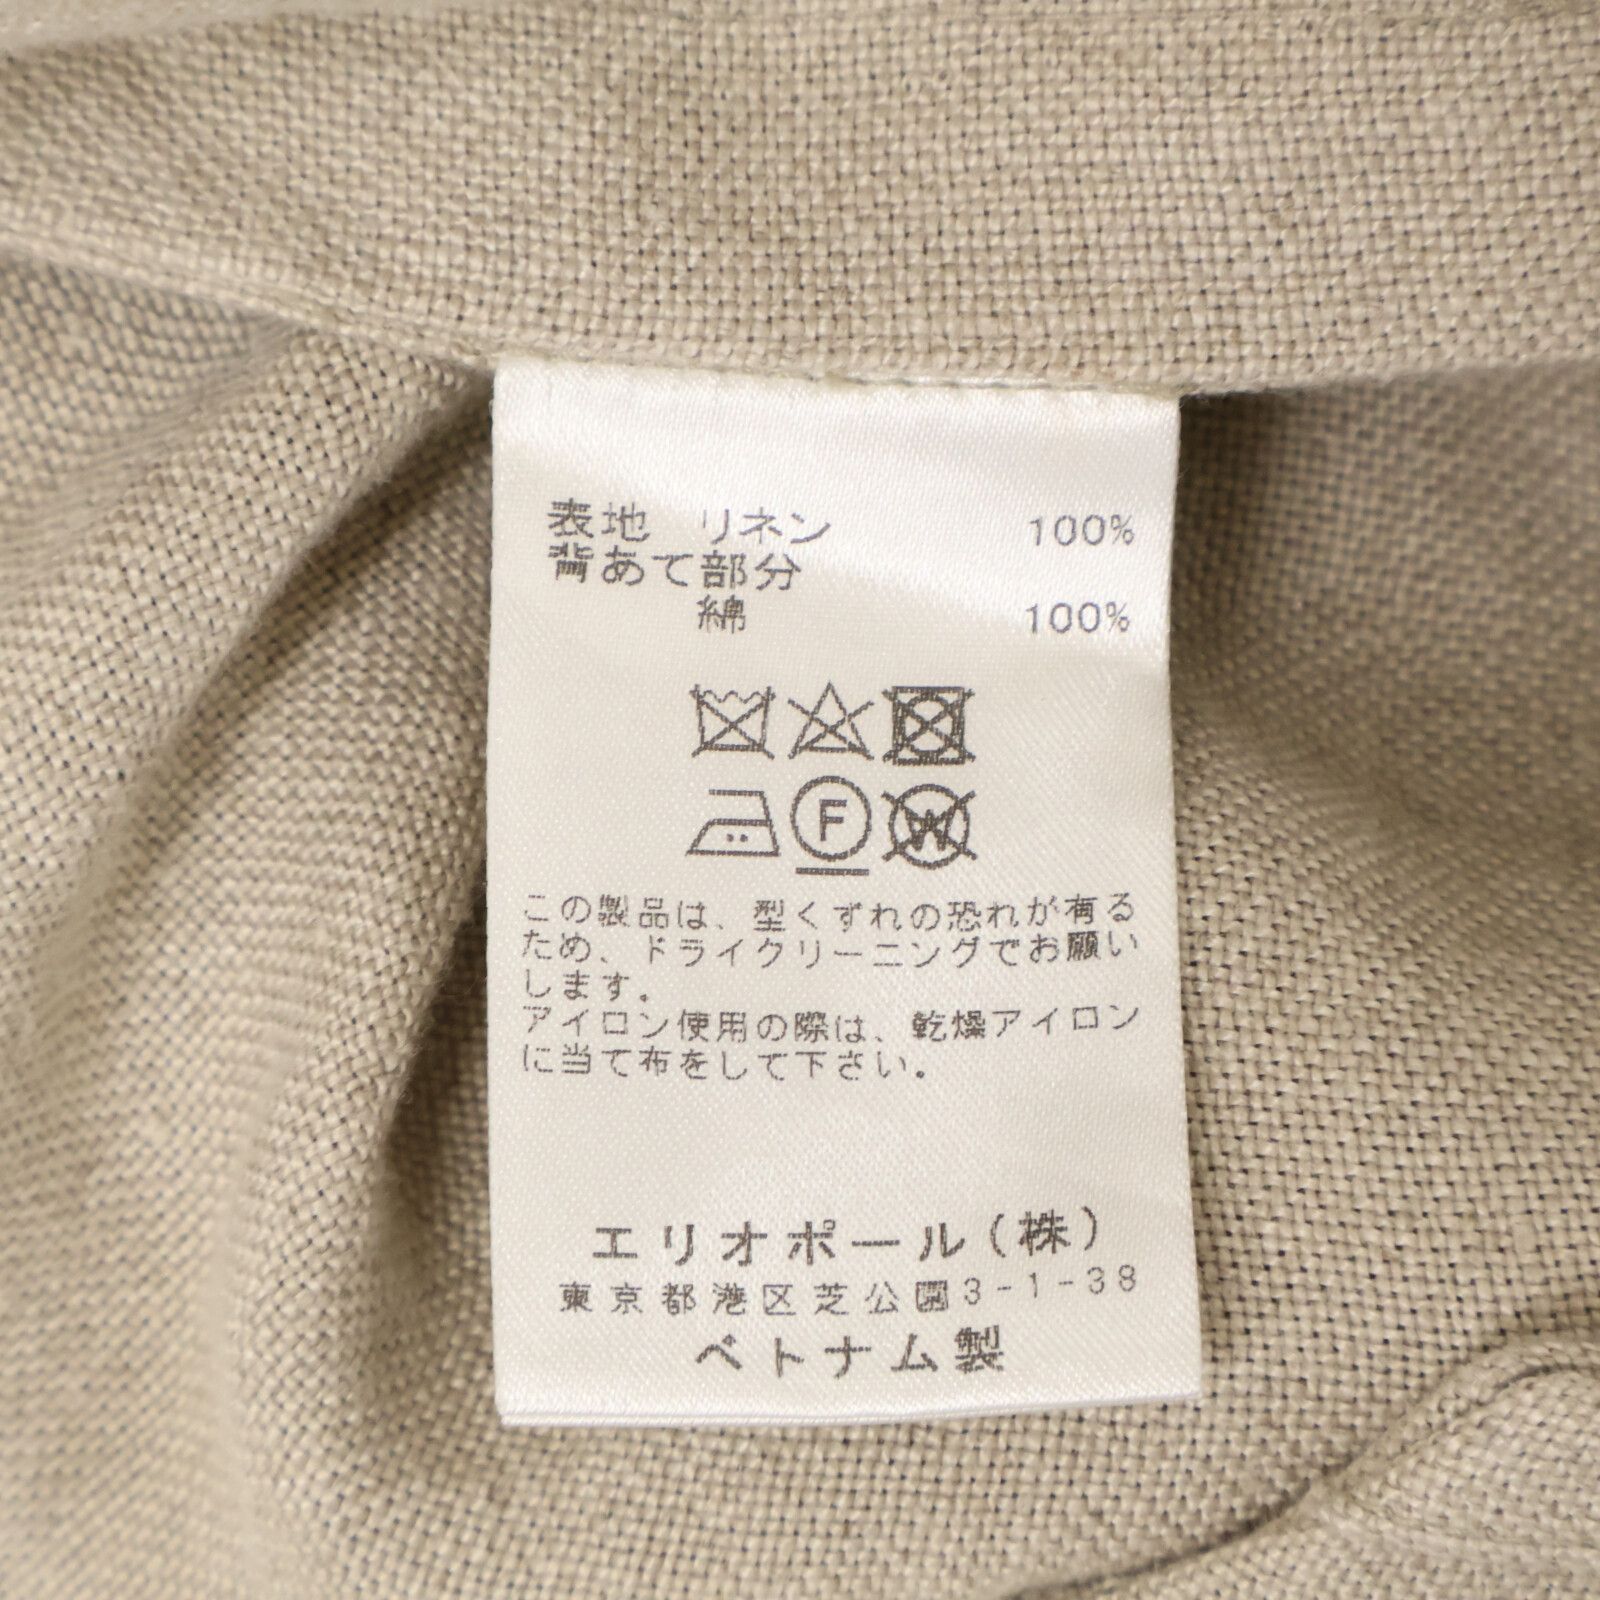 表地　リネン 100%
背あて部分
綿 100%
F W
この製品は、型くずれの恐れが有る
ため、ドライクリーニングでお願い
します。
アイロン使用の際は、乾燥アイロン
に当て布をして下さい。
エリオポール(株)
東京都港区芝公園3-1-38
ベトナム製